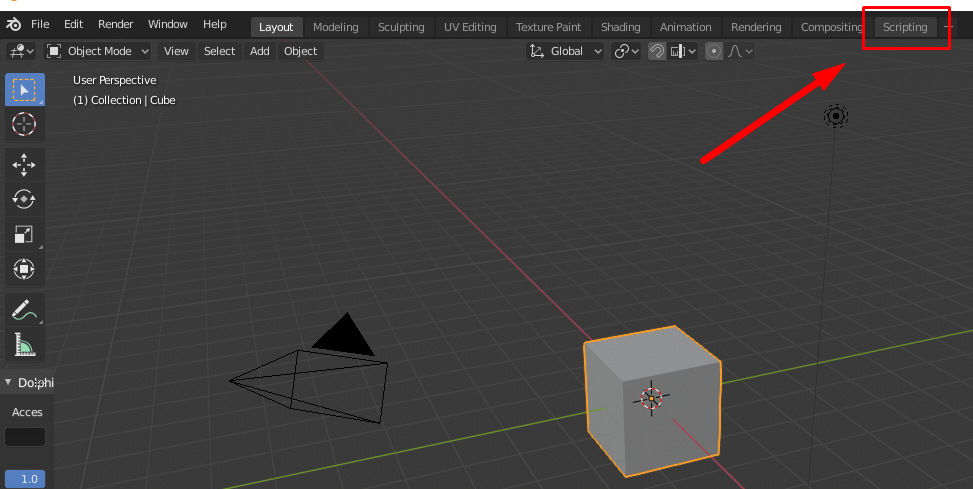 File Edit Render Window Help Layout Modeling Sculpting UV Editing Texture Paint Shading Animation Rendering Compositing Scripting
Object Mode View Select Add Object Global
User Perspective
(1) Collection | Cube
Dolphi
Acces
1.0